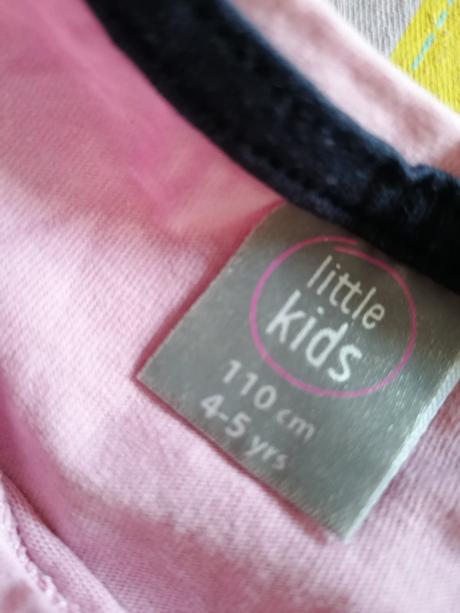 little
kids
110 cm
4-5 yrs